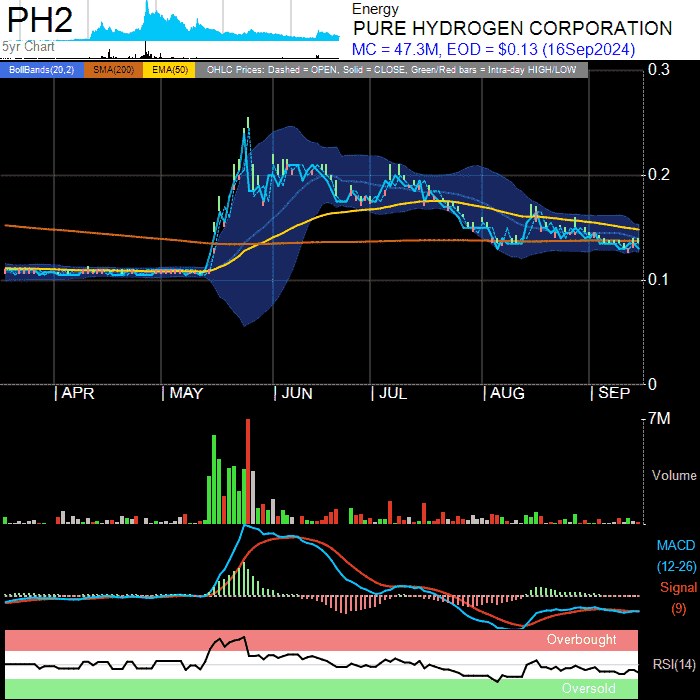 PH2
5yr Chart
Energy
PURE HYDROGEN CORPORATION
MC = 47.3M, EOD = $0.13 (16Sep2024)
BollBands(20,2) SMA(200) EMA(50) OHLC Prices: Dashed = OPEN, Solid = CLOSE, Green/Red bars = Intra-day HIGH/LOW
0.3
0.2
0.1
0
| APR | MAY | JUN | JUL | AUG | SEP
7M
Volume
MACD
(12-26)
Signal
(9)
Overbought
RSI(14)
Oversold